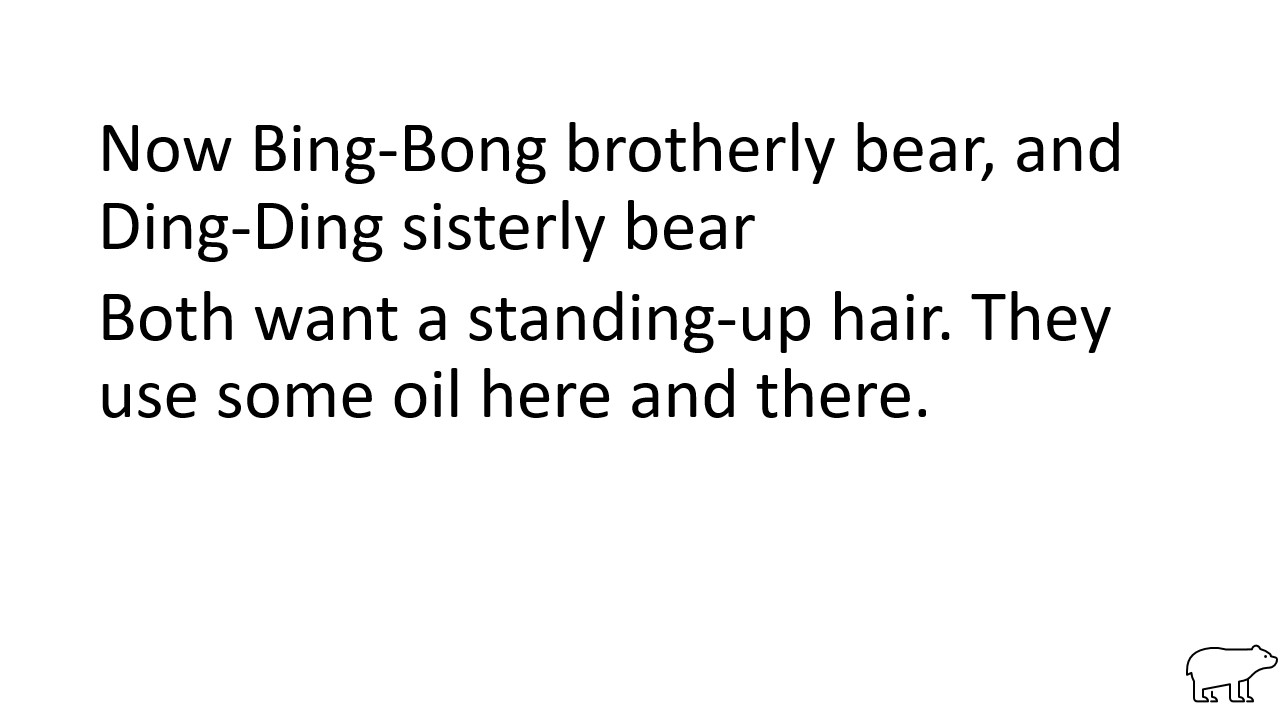 Now Bing-Bong brotherly bear, and
Ding-Ding sisterly bear
Both want a standing-up hair. They
use some oil here and there.